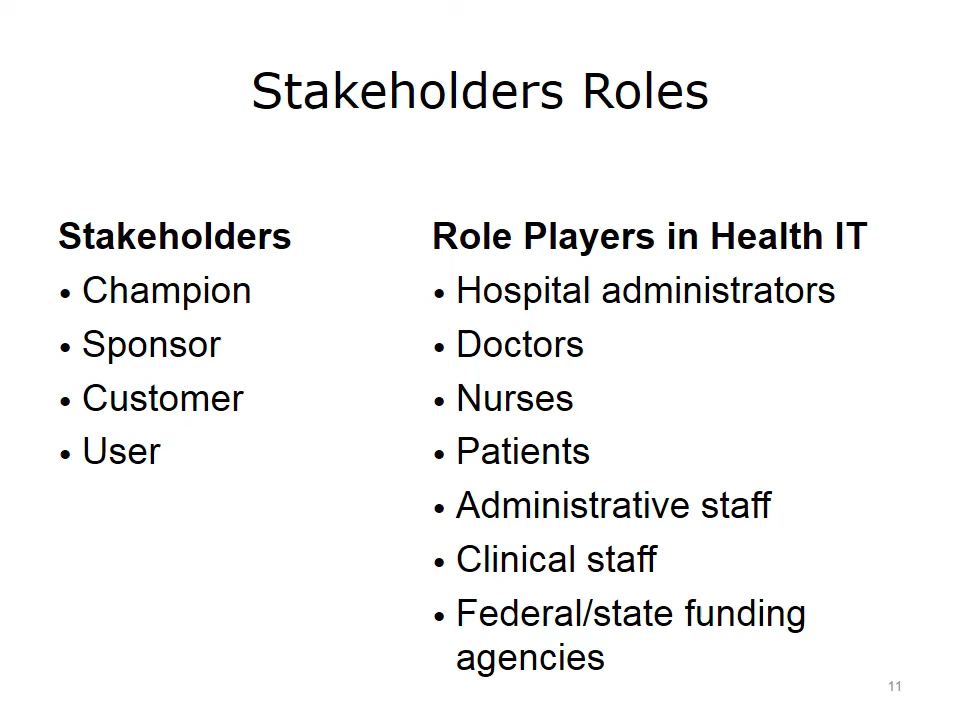 Stakeholders Roles
Stakeholders
• Champion
• Sponsor
• Customer
• User
Role Players in Health IT
• Hospital administrators
• Doctors
• Nurses
• Patients
• Administrative staff
• Clinical staff
• Federal/state funding
agencies
11